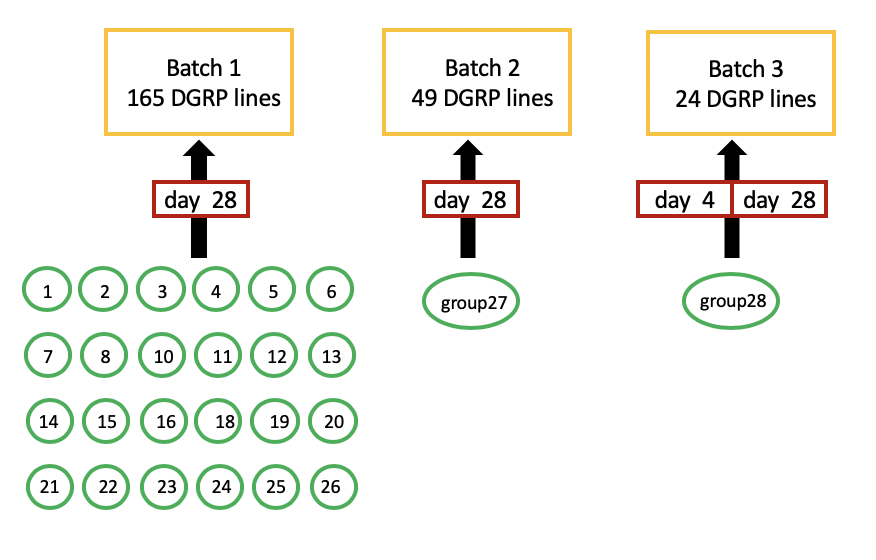 Batch 1
165 DGRP lines
Batch 2
49 DGRP lines
Batch 3
24 DGRP lines
day 28
day 28
day 4 day 28
1 2 3 4 5 6
group27
group28
7 8 10 11 12 13
14 15 16 18 19 20
21 22 23 24 25 26